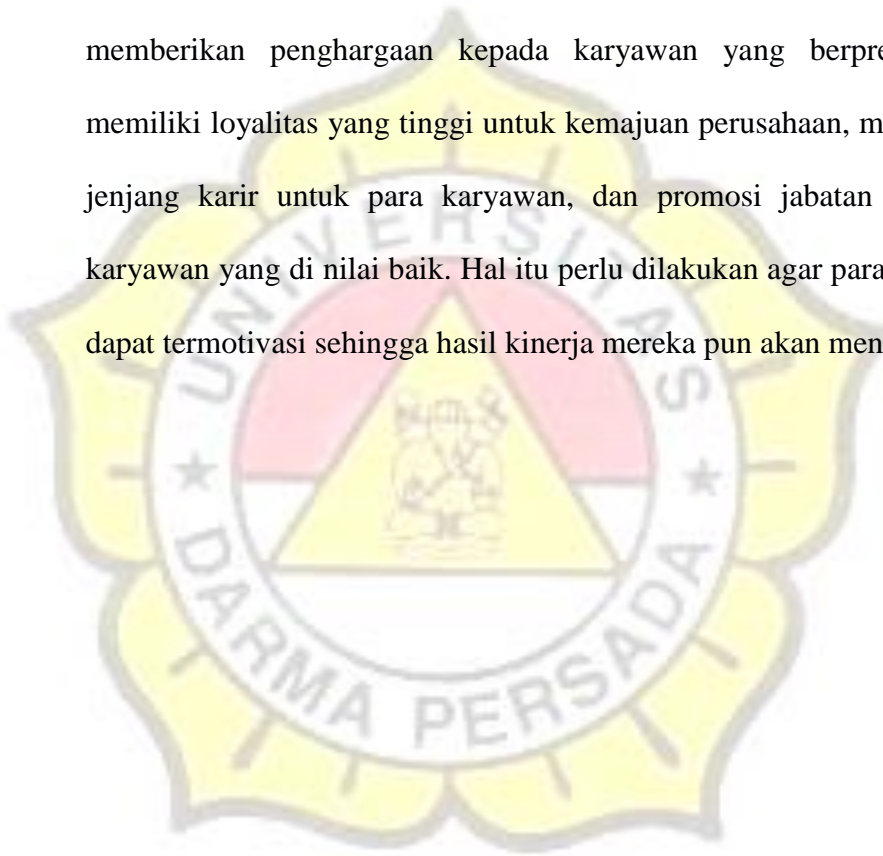 memberikan penghargaan kepada karyawan yang berpre
memiliki loyalitas yang tinggi untuk kemajuan perusahaan, m
jenjang karir untuk para karyawan, dan promosi jabatan
karyawan yang di nilai baik. Hal itu perlu dilakukan agar para
dapat termotivasi sehingga hasil kinerja mereka pun akan men
UNIVERSITAS
DARMA PERSADA